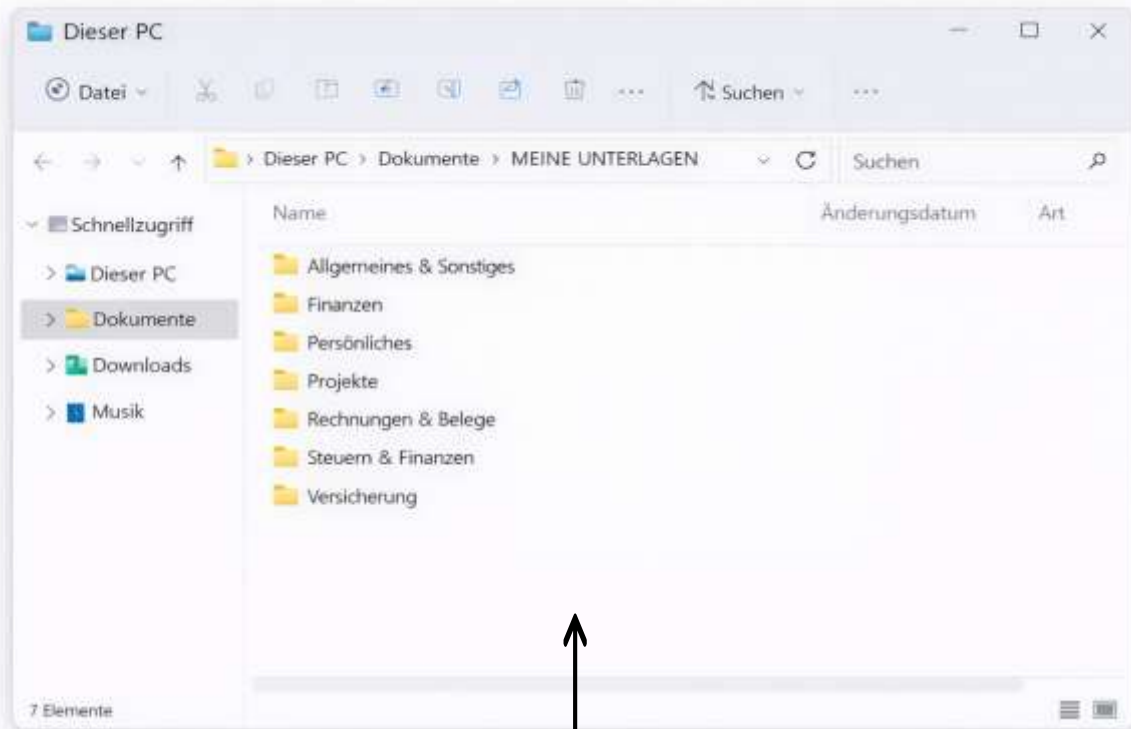 Dieser PC
Datei ... Suchen ...
Dieser PC > Dokumente > MEINE UNTERLAGEN Suchen
Schnellzugriff
Dieser PC
Dokumente
Downloads
Musik
Name Änderungsdatum Art
Allgemeines & Sonstiges
Finanzen
Persönliches
Projekte
Rechnungen & Belege
Steuern & Finanzen
Versicherung
7 Elemente